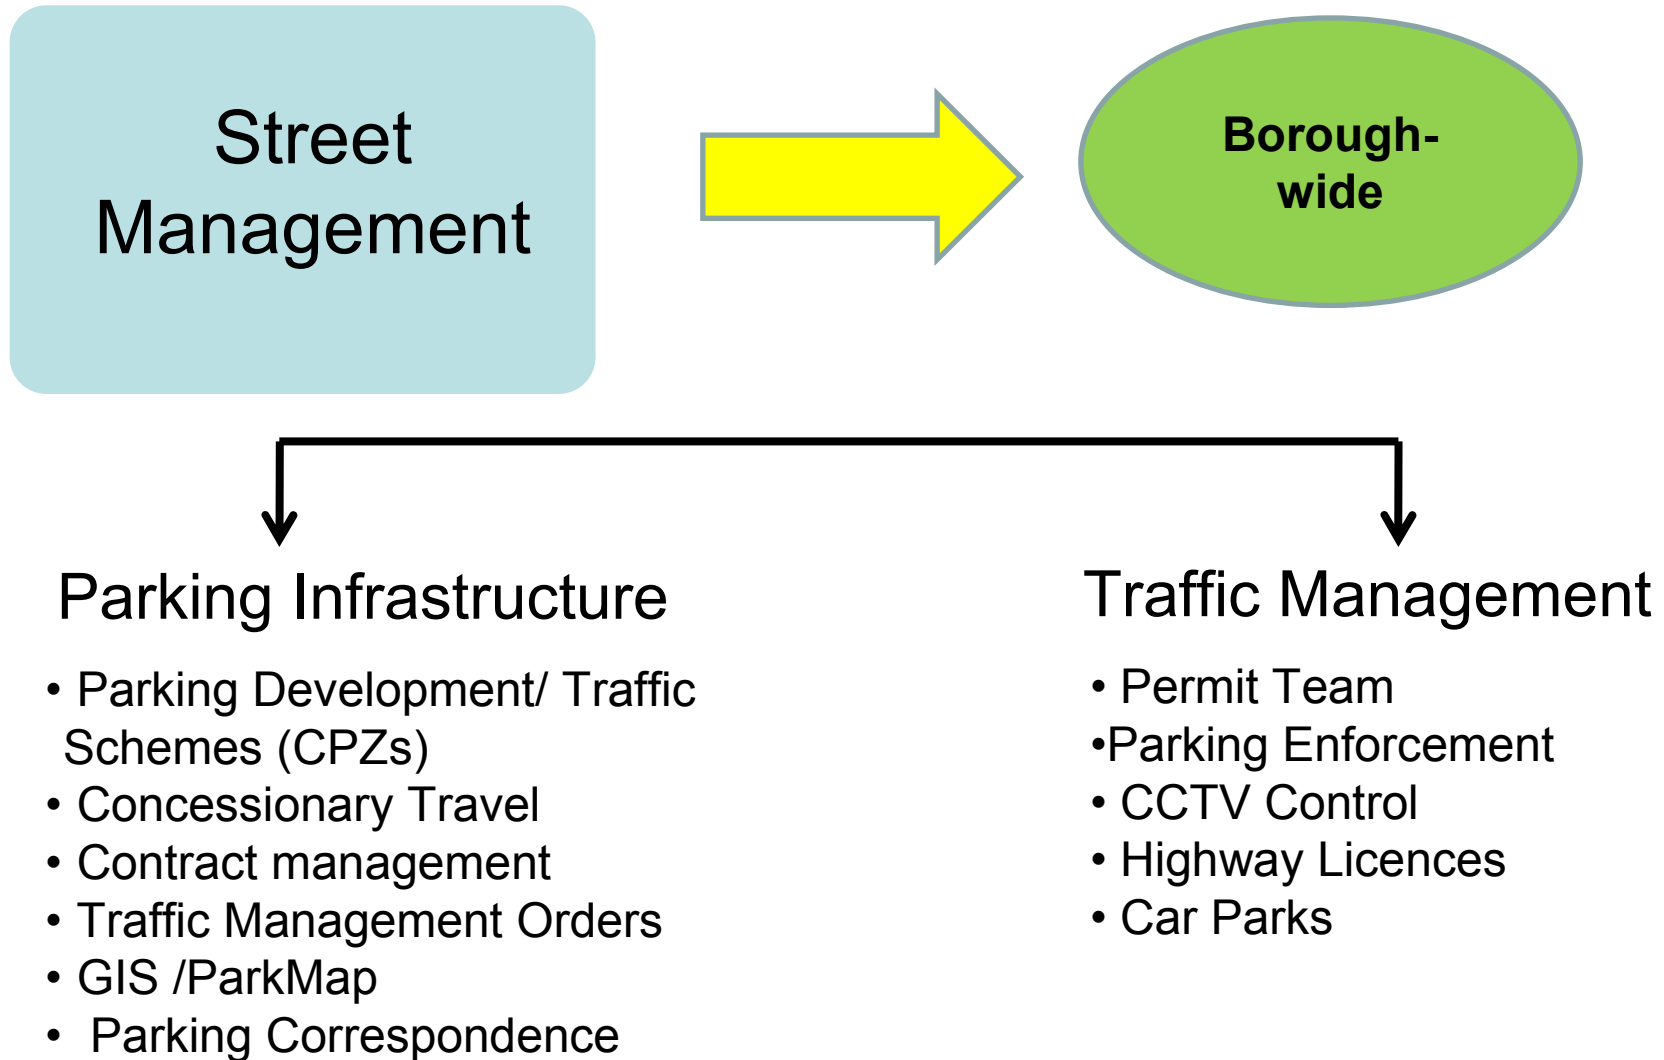 Street
Management
Borough-
wide
Parking Infrastructure
• Parking Development/ Traffic
Schemes (CPZs)
• Concessionary Travel
• Contract management
• Traffic Management Orders
• GIS /ParkMap
• Parking Correspondence
Traffic Management
• Permit Team
•Parking Enforcement
• CCTV Control
• Highway Licences
• Car Parks